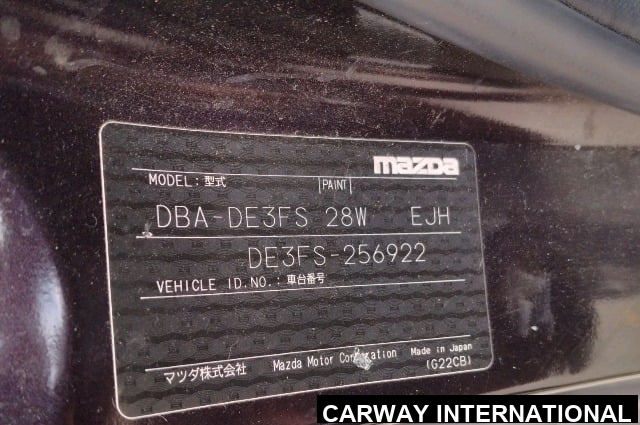 mazda
MODEL: 型式 PAINT
DBA-DE3FS 28W EJH
DE3FS-256922
VEHICLE ID.NO.: 車台番号
マツダ株式会社 Mazda Motor Corporation Made in Japan
(G22CB)
CARWAY INTERNATIONAL